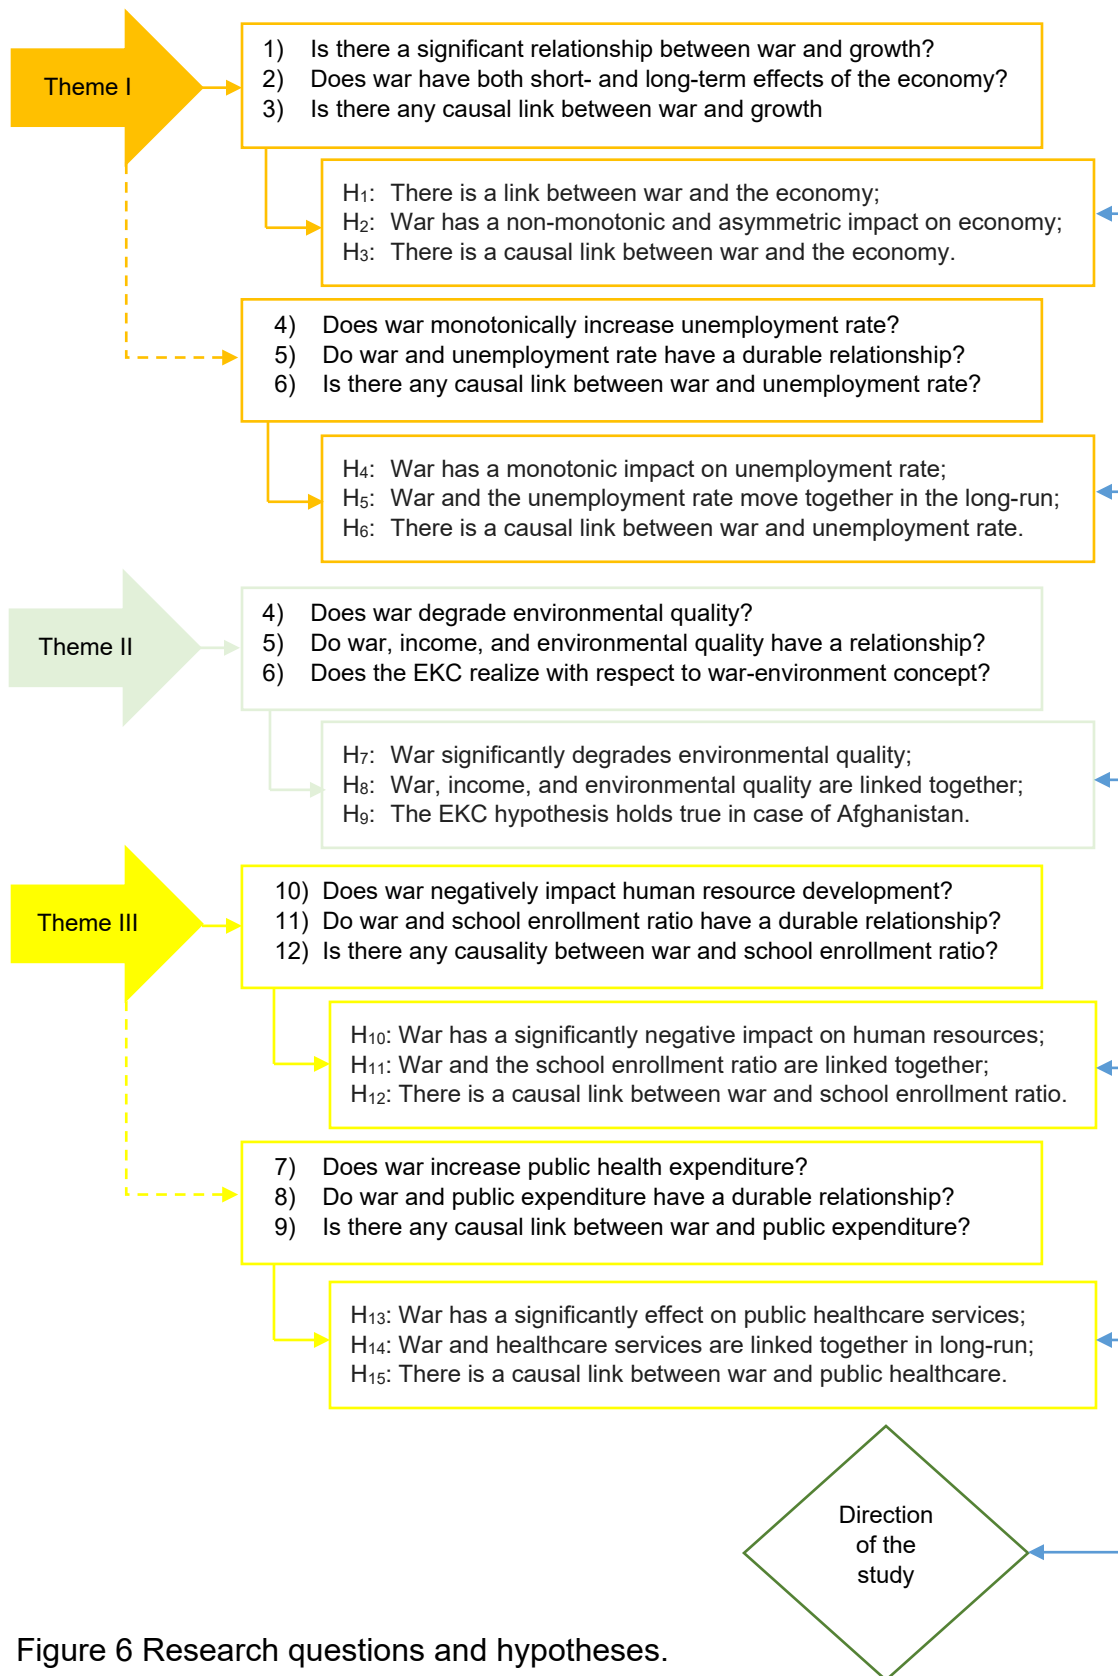 Theme I
1) Is there a significant relationship between war and growth?
2) Does war have both short- and long-term effects of the economy?
3) Is there any causal link between war and growth
H1: There is a link between war and the economy;
H2: War has a non-monotonic and asymmetric impact on economy;
H3: There is a causal link between war and the economy.
4) Does war monotonically increase unemployment rate?
5) Do war and unemployment rate have a durable relationship?
6) Is there any causal link between war and unemployment rate?
H4: War has a monotonic impact on unemployment rate;
H5: War and the unemployment rate move together in the long-run;
H6: There is a causal link between war and unemployment rate.
Theme II
4) Does war degrade environmental quality?
5) Do war, income, and environmental quality have a relationship?
6) Does the EKC realize with respect to war-environment concept?
H7: War significantly degrades environmental quality;
H8: War, income, and environmental quality are linked together;
H9: The EKC hypothesis holds true in case of Afghanistan.
Theme III
10) Does war negatively impact human resource development?
11) Do war and school enrollment ratio have a durable relationship?
12) Is there any causality between war and school enrollment ratio?
H10: War has a significantly negative impact on human resources;
H11: War and the school enrollment ratio are linked together;
H12: There is a causal link between war and school enrollment ratio.
7) Does war increase public health expenditure?
8) Do war and public expenditure have a durable relationship?
9) Is there any causal link between war and public expenditure?
H13: War has a significantly effect on public healthcare services;
H14: War and healthcare services are linked together in long-run;
H15: There is a causal link between war and public healthcare.
Direction
of the
study
Figure 6 Research questions and hypotheses.